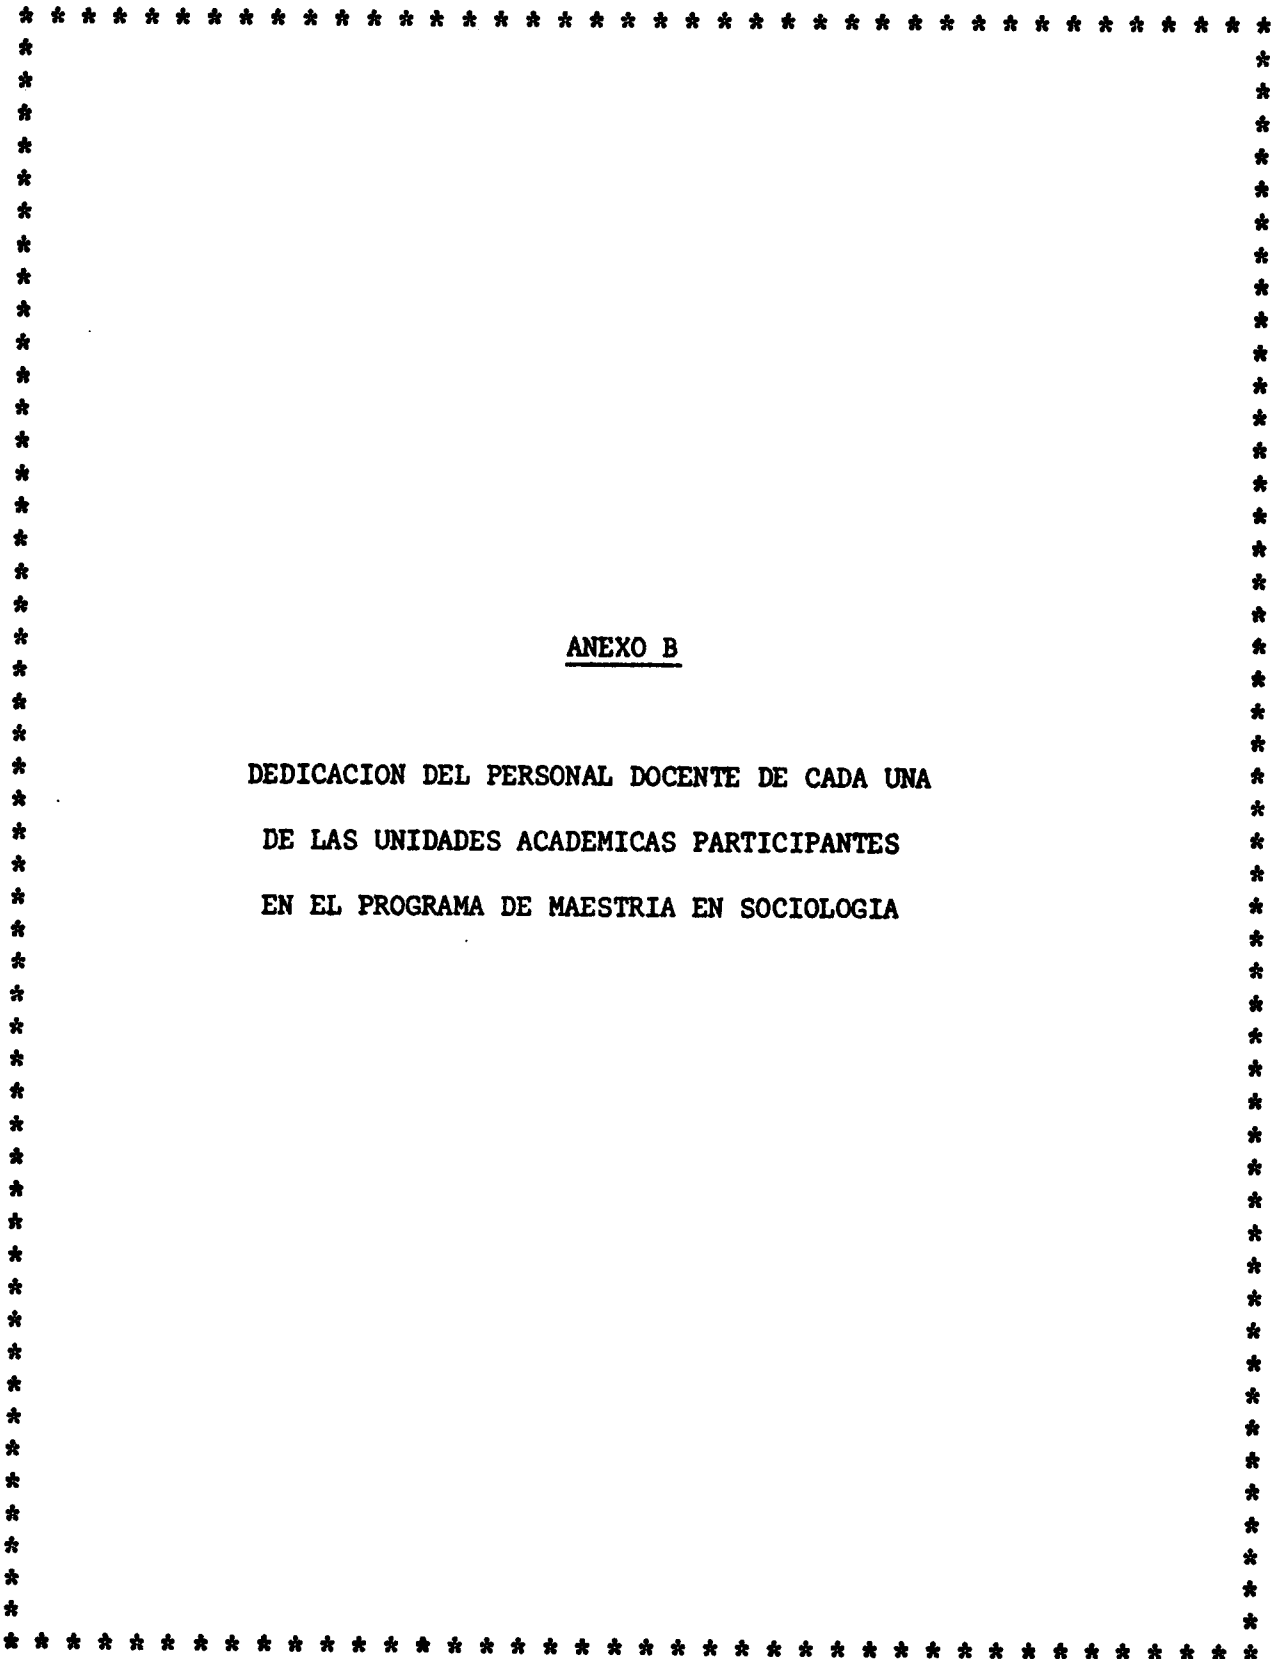 ANEXO B
DEDICACION DEL PERSONAL DOCENTE DE CADA UNA
DE LAS UNIDADES ACADEMICAS PARTICIPANTES
EN EL PROGRAMA DE MAESTRIA EN SOCIOLOGIA